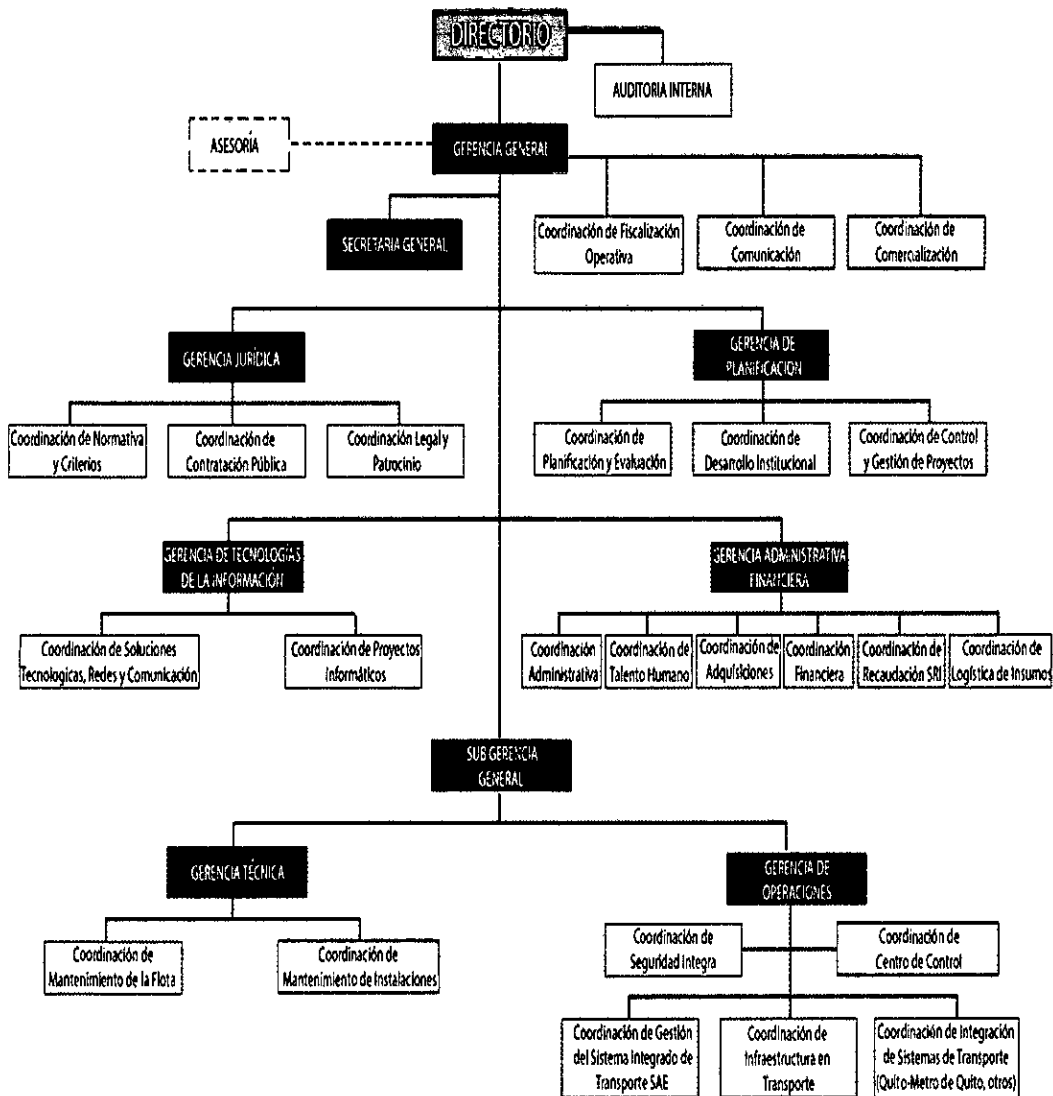 DIRECTORIO
AUDITORIA INTERNA
ASESORÍA
GERENCIA GENERAL
SECRETARIA GENERAL
Coordinación de Fiscalización
Operativa
Coordinación de
Comunicación
Coordinación de
Comercialización
GERENCIA JURÍDICA
GERENCIA DE
PLANIFICACION
Coordinación de Normativa
y Criterios
Coordinación de
Contratación Pública
Coordinación Legal y
Patrocinio
Coordinación de
Planificación y Evaluación
Coordinación de
Desarrollo Institucional
Coordinación de Control
y Gestión de Proyectos
GERENCIA DE TECNOLOGÍAS
DE LA INFORMACIÓN
GERENCIA ADMINISTRATIVA
FINANCIERA
Coordinación de Soluciones
Tecnologicas, Redes y Comunicación
Coordinación de Proyectos
Informáticos
Coordinación
Administrativa
Coordinación de
Talento Humano
Coordinación de
Adquisiciones
Coordinación
Financiera
Coordinación de
Recaudación SRI
Coordinación de
Logística de Insumos
SUB GERENCIA
GENERAL
GERENCIA TÉCNICA
GERENCIA DE
OPERACIONES
Coordinación de
Mantenimiento de la Flota
Coordinación de
Mantenimiento de Instalaciones
Coordinación de
Seguridad Integra
Coordinación de
Centro de Control
Coordinación de Gestión
del Sistema Integrado de
Transporte SAE
Coordinación de
Infraestructura en
Transporte
Coordinación de Integración
de Sistemas de Transporte
(Quito-Metro de Quito, otros)